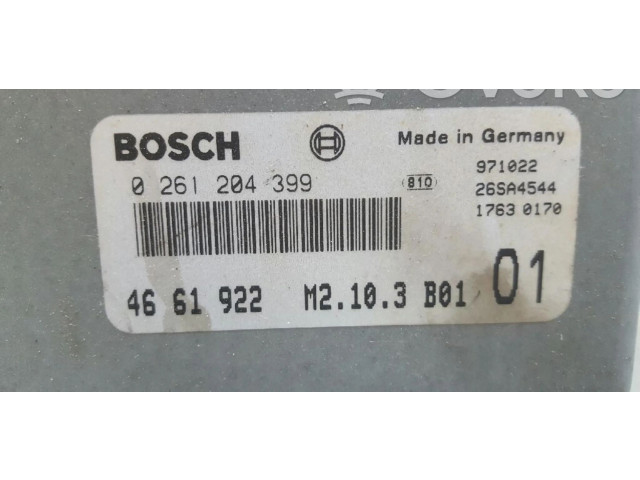 BOSCH Made in Germany
0 261 204 399 810 971022
26SA4544
1763 0170
46 61 922 M2.10.3 B01 01